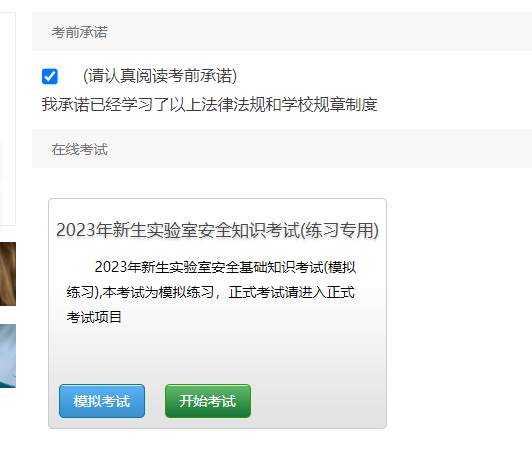 考前承诺
(请认真阅读考前承诺)
我承诺已经学习了以上法律法规和学校规章制度
在线考试
2023年新生实验室安全知识考试(练习专用)
2023年新生实验室安全基础知识考试(模拟
练习),本考试为模拟练习，正式考试请进入正式
考试项目
模拟考试 开始考试